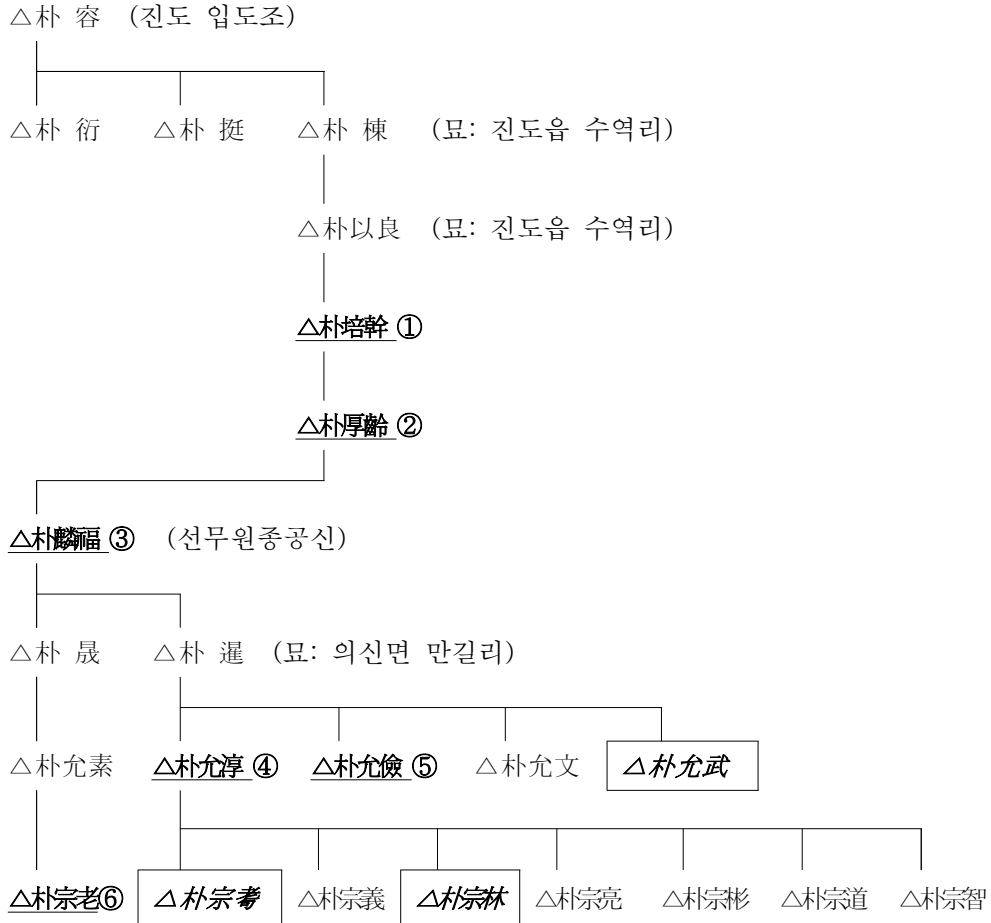 △朴 容 (진도 입도조)
△朴 衍 △朴 挺 △朴 棟 (묘: 진도읍 수역리)
△朴以良 (묘: 진도읍 수역리)
△朴培幹 ①
△朴厚齡 ②
△朴麟福 ③ (선무원종공신)
△朴 晟 △朴 暹 (묘: 의신면 만길리)
△朴允素 △朴允淳 ④ △朴允儉 ⑤ △朴允文 △朴允武
△朴宗老⑥ △朴宗耈 △朴宗義 △朴宗林 △朴宗亮 △朴宗彬 △朴宗道 △朴宗智